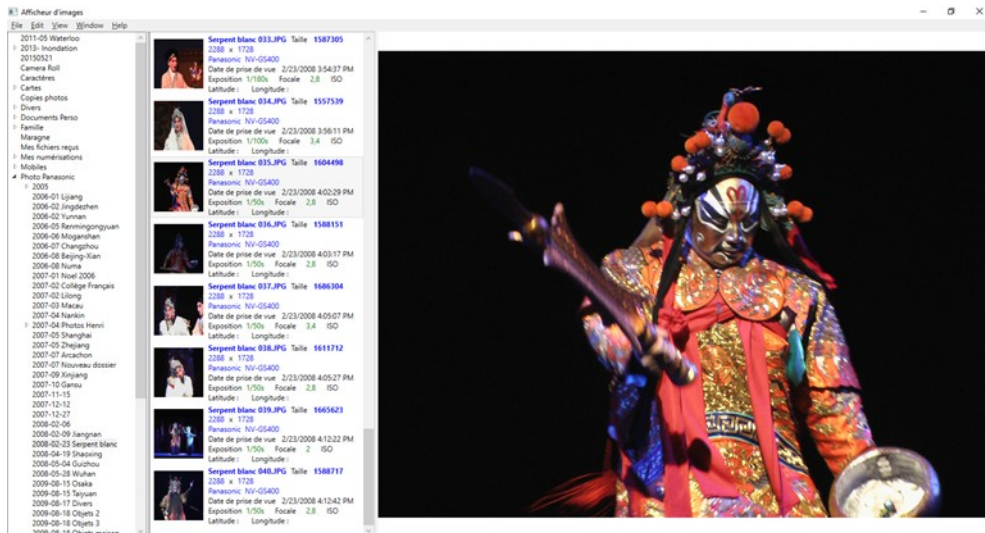 Afficheur d'images
File Edit View Window Help
2011-05 Waterloo
2013- Inondation
20150521
Camera Roll
Caractères
Cartes
Copies photos
Divers
Documents Perso
Famille
Maragne
Mes fichiers reçus
Mes numérisations
Mobiles
Photo Panasonic
2005
2006-01 Lijiang
2006-02 Jingdezhen
2006-02 Yunnan
2006-05 Renmingongyuan
2006-06 Moganshan
2006-07 Changzhou
2006-08 Beijing-Xian
2006-08 Numa
2007-01 Noel 2006
2007-02 Collège Français
2007-02 Lilong
2007-03 Macau
2007-04 Nankin
2007-04 Photos Henri
2007-05 Shanghai
2007-05 Zhejiang
2007-07 Arcachon
2007-07 Nouveau dossier
2007-09 Xinjiang
2007-10 Gansu
2007-11-15
2007-12-12
2007-12-27
2008-02-06
2008-02-09 Jiangnan
2008-02-23 Serpent blanc
2008-04-19 Shaoxing
2008-05-04 Guizhou
2008-05-28 Wuhan
2009-08-15 Osaka
2009-08-15 Taiyuan
2009-08-17 Divers
2009-08-18 Objets 2
2009-08-18 Objets 3
2009-08-18 Objets maison
Serpent blanc 033.JPG Taille 1587305
2288 x 1728
Panasonic NV-GS400
Date de prise de vue 2/23/2008 3:54:37 PM
Exposition 1/180s Focale 2,8 ISO
Latitude : Longitude :
Serpent blanc 034.JPG Taille 1557539
2288 x 1728
Panasonic NV-GS400
Date de prise de vue 2/23/2008 3:56:11 PM
Exposition 1/100s Focale 3,4 ISO
Latitude : Longitude :
Serpent blanc 035.JPG Taille 1604498
2288 x 1728
Panasonic NV-GS400
Date de prise de vue 2/23/2008 4:02:29 PM
Exposition 1/50s Focale 2,8 ISO
Latitude : Longitude :
Serpent blanc 036.JPG Taille 1588151
2288 x 1728
Panasonic NV-GS400
Date de prise de vue 2/23/2008 4:03:17 PM
Exposition 1/50s Focale 2,8 ISO
Latitude : Longitude :
Serpent blanc 037.JPG Taille 1686304
2288 x 1728
Panasonic NV-GS400
Date de prise de vue 2/23/2008 4:05:07 PM
Exposition 1/50s Focale 3,4 ISO
Latitude : Longitude :
Serpent blanc 038.JPG Taille 1611712
2288 x 1728
Panasonic NV-GS400
Date de prise de vue 2/23/2008 4:05:27 PM
Exposition 1/50s Focale 2,8 ISO
Latitude : Longitude :
Serpent blanc 039.JPG Taille 1665623
2288 x 1728
Panasonic NV-GS400
Date de prise de vue 2/23/2008 4:12:22 PM
Exposition 1/50s Focale 2 ISO
Latitude : Longitude :
Serpent blanc 040.JPG Taille 1588717
2288 x 1728
Panasonic NV-GS400
Date de prise de vue 2/23/2008 4:12:42 PM
Exposition 1/50s Focale 2,8 ISO
Latitude : Longitude :